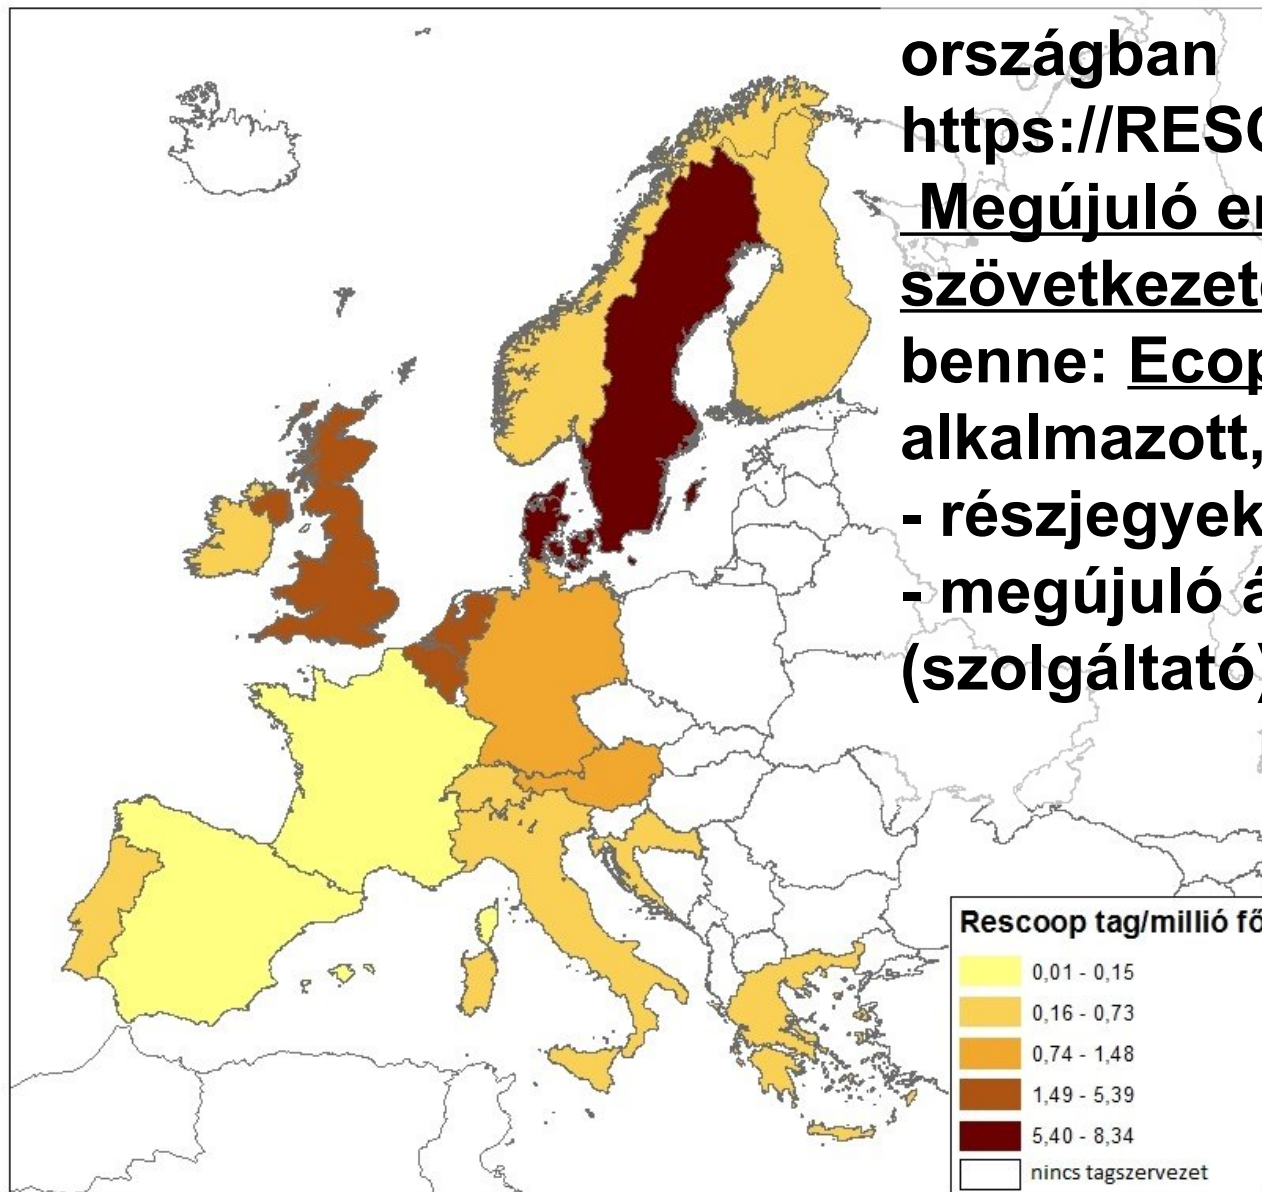 országban
https://RESC
Megújuló e
szövetkezet
benne: Ecop
alkalmazott,
- részjegyek
- megújuló á
(szolgáltató)
Rescoop tag/millió fő
0,01 - 0,15
0,16 - 0,73
0,74 - 1,48
1,49 - 5,39
5,40 - 8,34
nincs tagszervezet